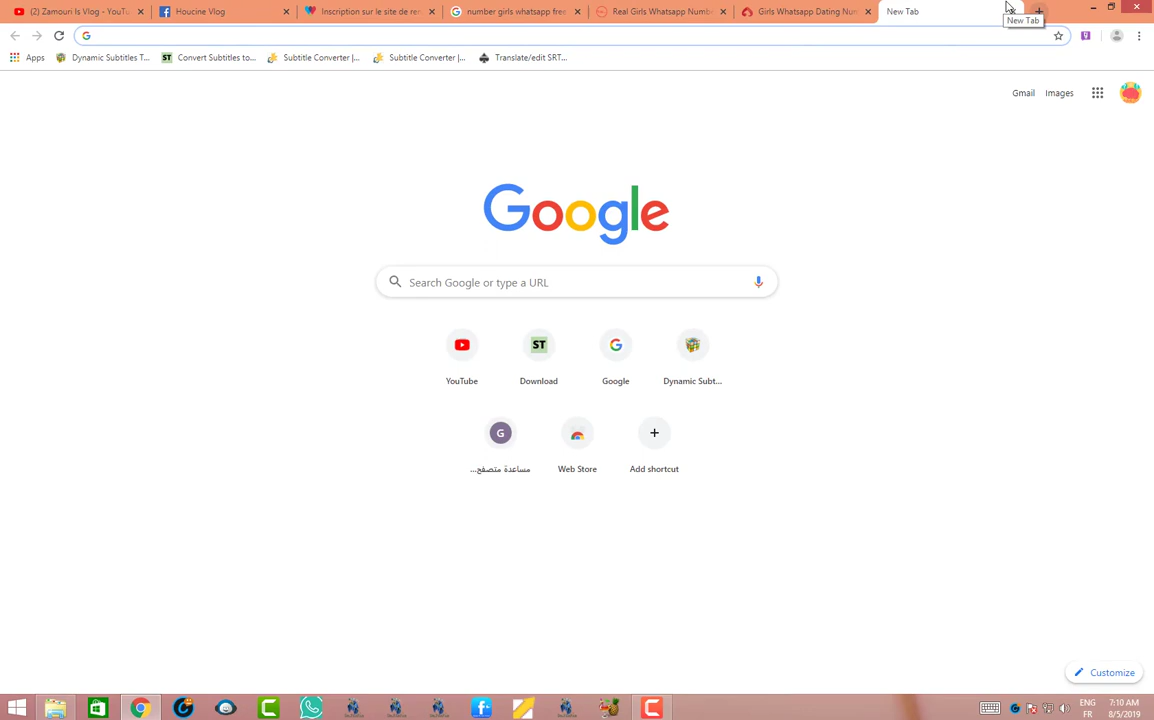 (2) Zamouri Is Vlog - YouTu
Houcine Vlog
Inscription sur le site de ren
number girls whatsapp free
Real Girls Whatsapp Numbe
Girls Whatsapp Dating Num
New Tab
New Tab
Apps
Dynamic Subtitles T...
Convert Subtitles to...
Subtitle Converter |...
Subtitle Converter |...
Translate/edit SRT...
Gmail
Images
Google
Search Google or type a URL
ST
YouTube
Download
Google
Dynamic Subt...
G
مساعدة متصفح...
Web Store
Add shortcut
Customize
ENG
7:10 AM
FR
8/5/2019